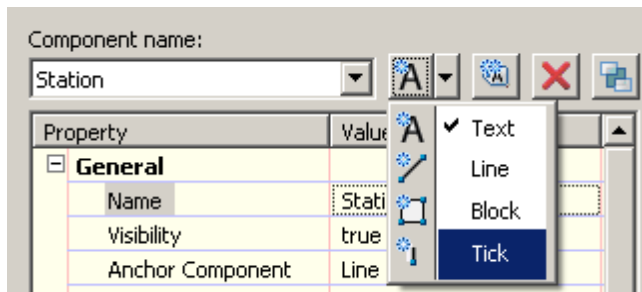 Component name:
Station
Property Value
Text
Line
Block
Tick
General
Name Stati
Visibility true
Anchor Component Line